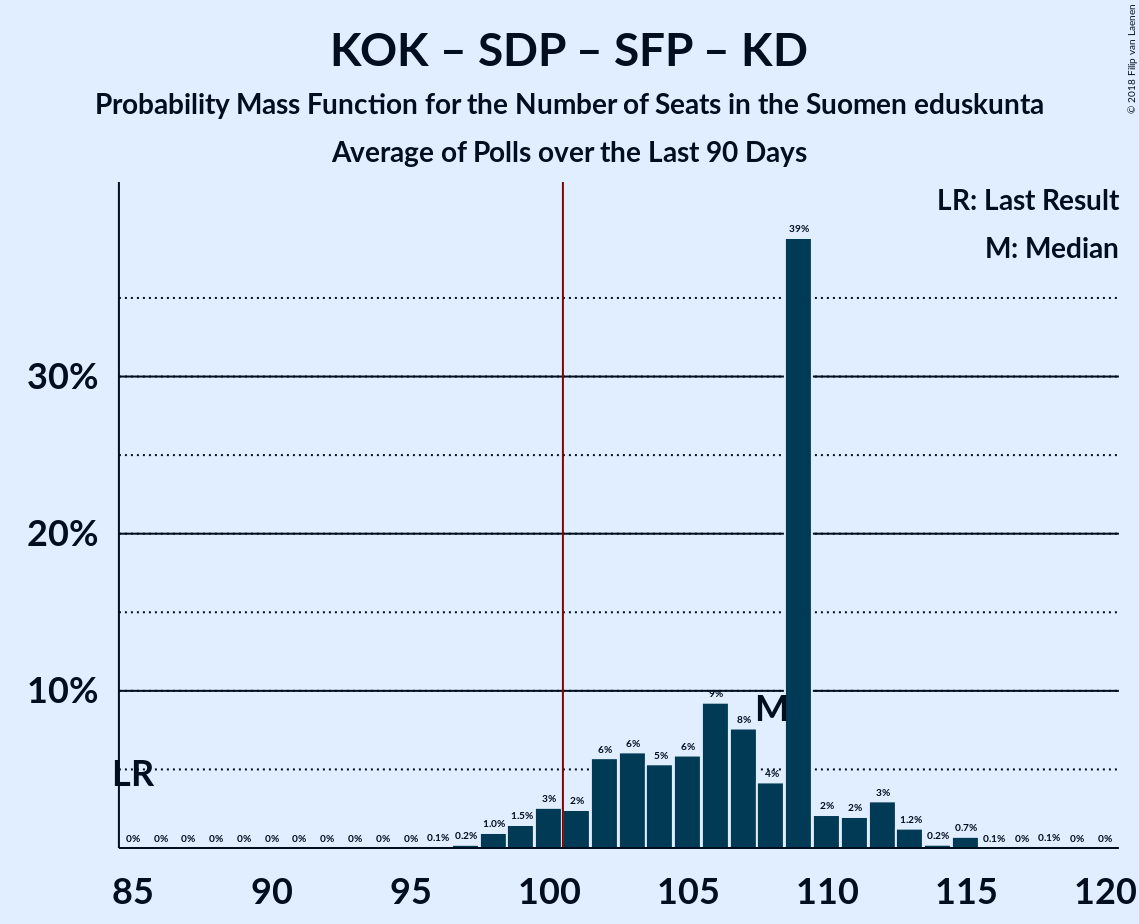 KOK – SDP – SFP – KD
Probability Mass Function for the Number of Seats in the Suomen eduskunta
Average of Polls over the Last 90 Days
© 2018 Filip van Laenen
LR: Last Result
M: Median
30%
20%
10%
LR
M
0% 0% 0% 0% 0% 0% 0% 0% 0% 0% 0% 0.1% 0.2% 1.0% 1.5% 3% 2% 6% 6% 5% 6% 9% 8% 4% 39% 2% 2% 3% 1.2% 0.2% 0.7% 0.1% 0% 0.1% 0% 0%
85 90 95 100 105 110 115 120